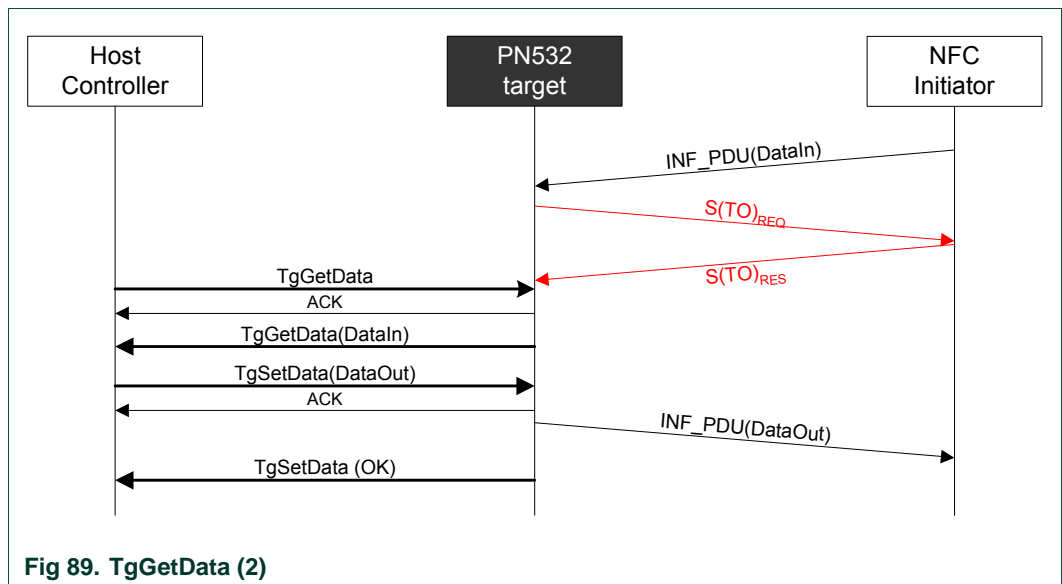 Host
Controller
PN532
target
NFC
Initiator
INF_PDU(DataIn)
S(TO)REQ
S(TO)RES
TgGetData
ACK
TgGetData(DataIn)
TgSetData(DataOut)
ACK
INF_PDU(DataOut)
TgSetData (OK)
Fig 89. TgGetData (2)